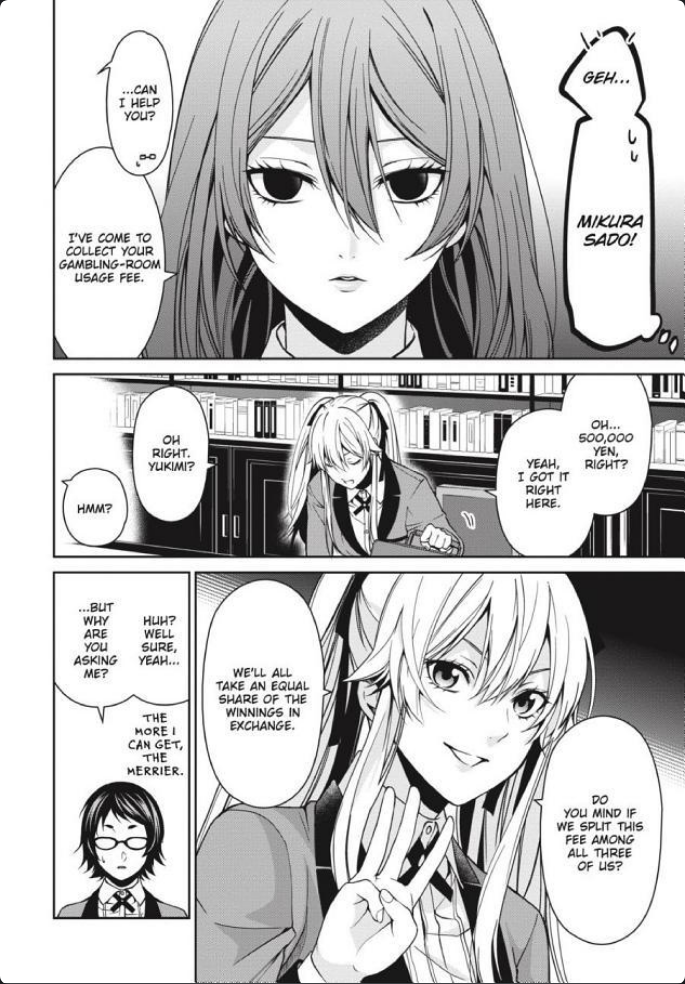 GEH...
MIKURA
SADO!
...CAN
I HELP
YOU?
I'VE COME TO
COLLECT YOUR
GAMBLING-ROOM
USAGE FEE.
OH...
500,000
YEN,
RIGHT?
YEAH,
I GOT IT
RIGHT
HERE.
OH
RIGHT.
YUKIMI?
HMM?
DO
YOU MIND IF
WE SPLIT THIS
FEE AMONG
ALL THREE
OF US?
WE'LL ALL
TAKE AN EQUAL
SHARE OF THE
WINNINGS IN
EXCHANGE.
HUH?
WELL
SURE,
YEAH...
...BUT
WHY
ARE
YOU
ASKING
ME?
THE
MORE I
CAN GET,
THE
MERRIER.